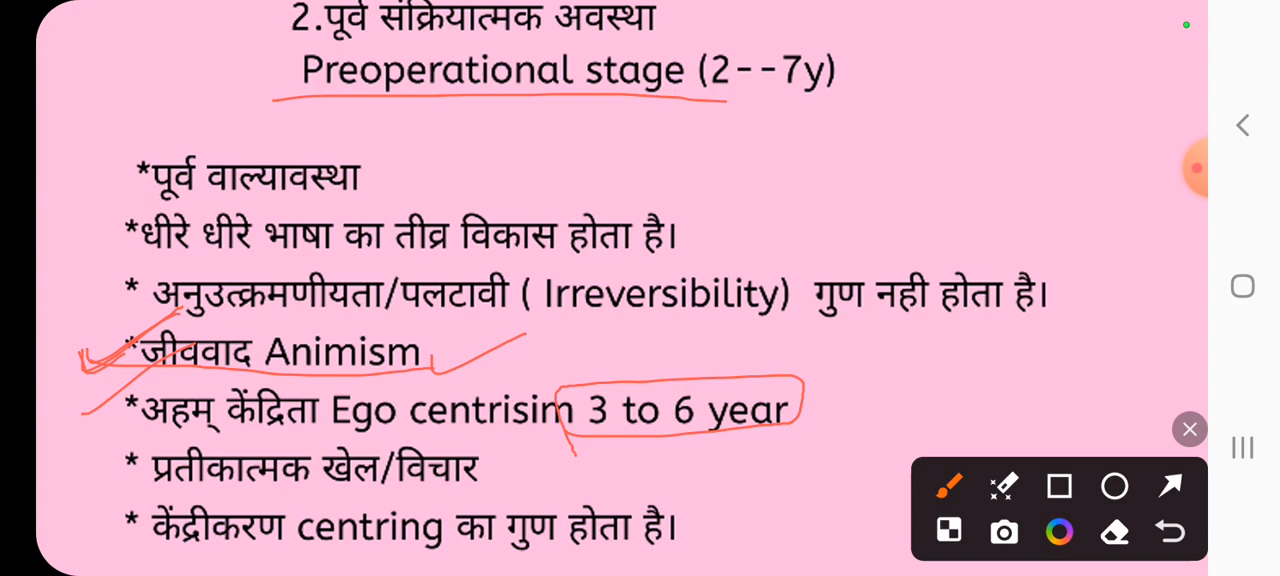 2.पूर्व संक्रियात्मक अवस्था
Preoperational stage (2--7y)
*पूर्व वाल्यावस्था
*धीरे धीरे भाषा का तीव्र विकास होता है।
* अनुउत्क्रमणीयता/पलटावी ( Irreversibility) गुण नही होता है।
*जीववाद Animism
*अहम् केंद्रिता Ego centrisim 3 to 6 year
* प्रतीकात्मक खेल/विचार
* केंद्रीकरण centring का गुण होता है।